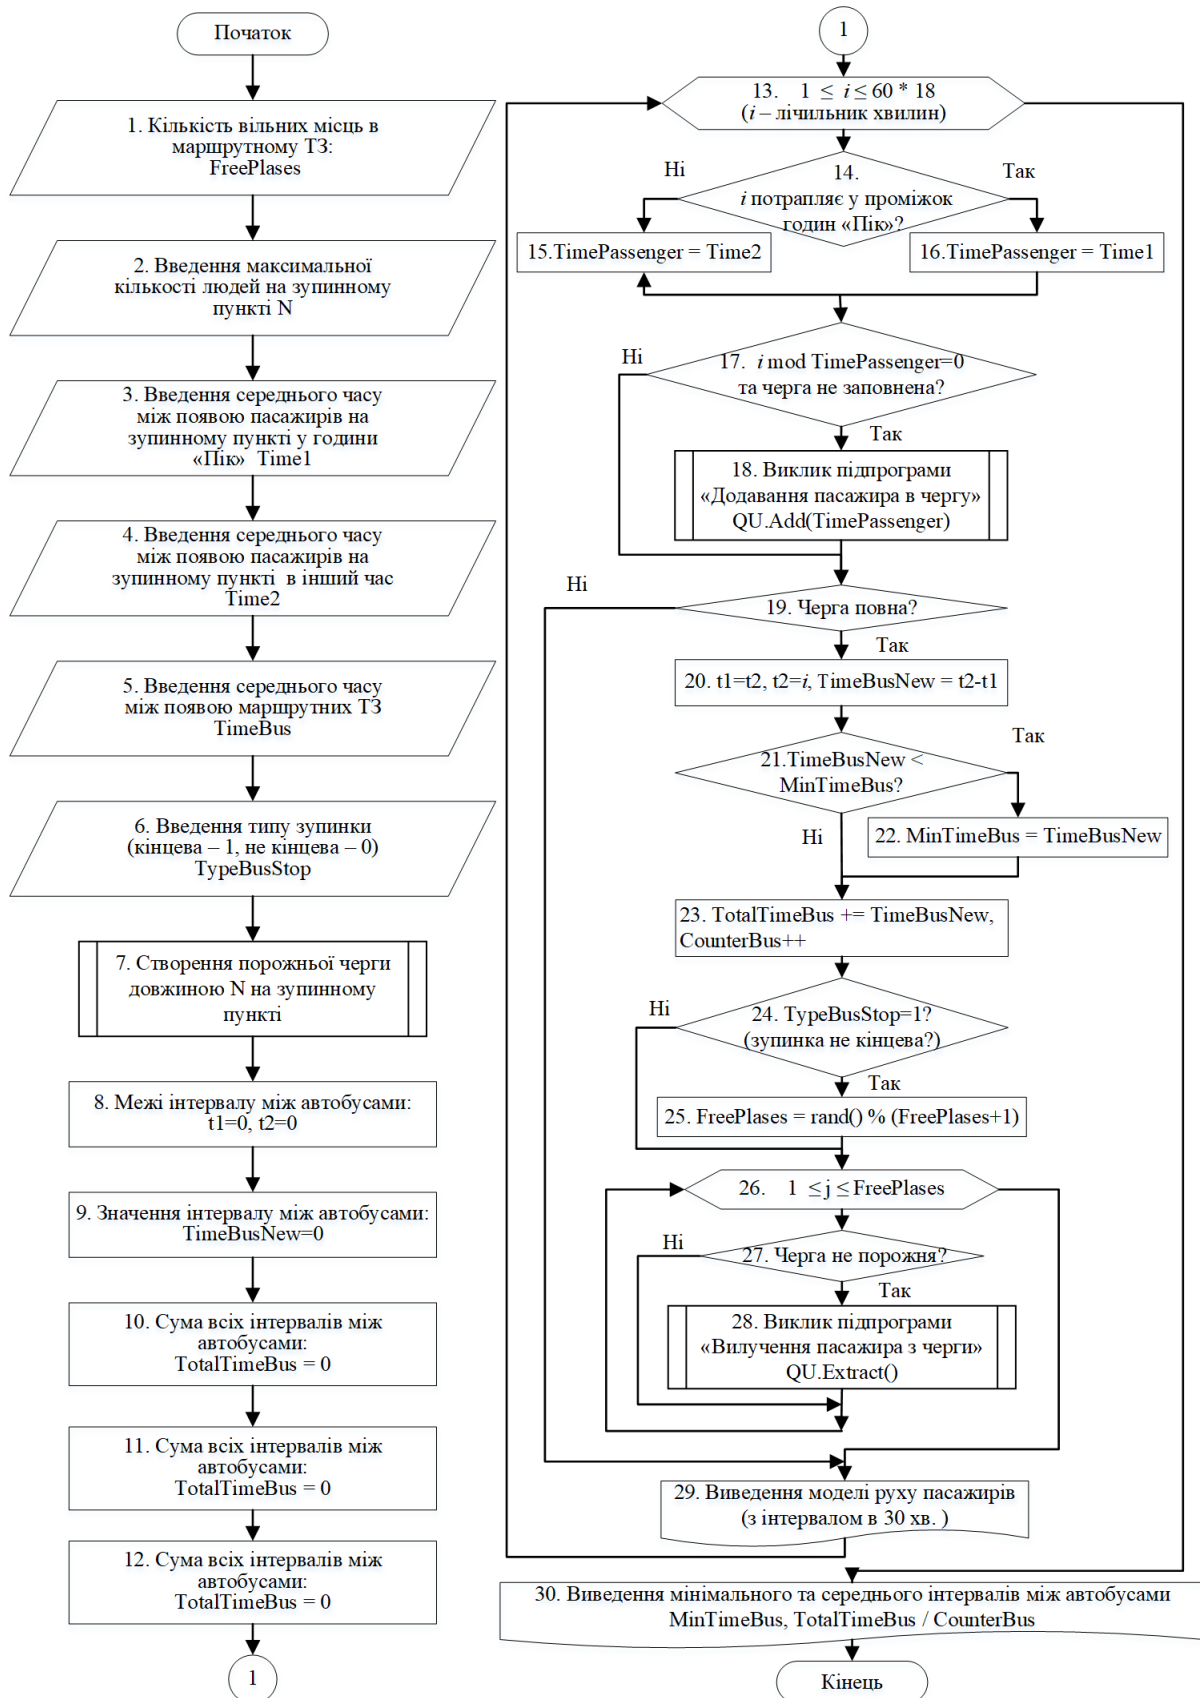 Початок
1. Кількість вільних місць в
маршрутному ТЗ:
FreePlases
2. Введення максимальної
кількості людей на зупинному
пункті N
3. Введення середнього часу
між появою пасажирів на
зупинному пункті у години
«Пік» Time1
4. Введення середнього часу
між появою пасажирів на
зупинному пункті в інший час
Time2
5. Введення середнього часу
між появою маршрутних ТЗ
TimeBus
6. Введення типу зупинки
(кінцева – 1, не кінцева – 0)
TypeBusStop
7. Створення порожньої черги
довжиною N на зупинному
пункті
8. Межі інтервалу між автобусами:
t1=0, t2=0
9. Значення інтервалу між автобусами:
TimeBusNew=0
10. Сума всіх інтервалів між
автобусами:
TotalTimeBus = 0
11. Сума всіх інтервалів між
автобусами:
TotalTimeBus = 0
12. Сума всіх інтервалів між
автобусами:
TotalTimeBus = 0
1
1
13. 1 ≤ i ≤ 60 * 18
(i – лічильник хвилин)
Ні
Так
14.
i потрапляє у проміжок
годин «Пік»?
15.TimePassenger = Time2
16.TimePassenger = Time1
Ні
17. i mod TimePassenger=0
та черга не заповнена?
Так
18. Виклик підпрограми
«Додавання пасажира в чергу»
QU.Add(TimePassenger)
Ні
19. Черга повна?
Так
20. t1=t2, t2=i, TimeBusNew = t2-t1
Так
21.TimeBusNew <
MinTimeBus?
Ні
22. MinTimeBus = TimeBusNew
23. TotalTimeBus += TimeBusNew,
CounterBus++
Ні
24. TypeBusStop=1?
(зупинка не кінцева?)
Так
25. FreePlases = rand() % (FreePlases+1)
26. 1 ≤ j ≤ FreePlases
Ні
27. Черга не порожня?
Так
28. Виклик підпрограми
«Вилучення пасажира з черги»
QU.Extract()
29. Виведення моделі руху пасажирів
(з інтервалом в 30 хв. )
30. Виведення мінімального та середнього інтервалів між автобусами
MinTimeBus, TotalTimeBus / CounterBus
Кінець